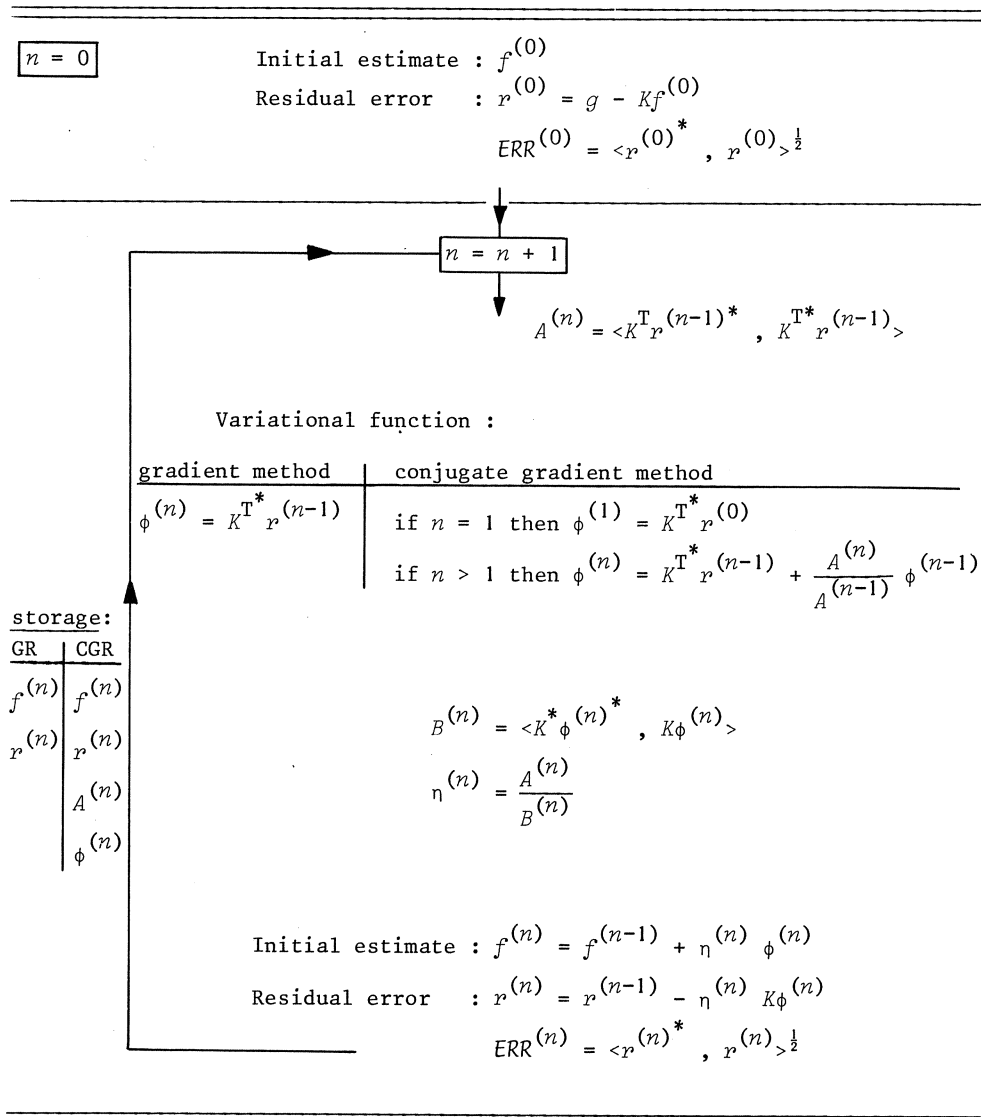 n = 0
Initial estimate : f^(0)
Residual error : r^(0) = g - Kf^(0)
ERR^(0) = <r^(0)* , r^(0)>^½
n = n + 1
A^(n) = <K^T r^(n-1)* , K^T* r^(n-1)>
Variational function :
gradient method | conjugate gradient method
φ^(n) = K^T* r^(n-1) | if n = 1 then φ^(1) = K^T* r^(0)
if n > 1 then φ^(n) = K^T* r^(n-1) + A^(n) / A^(n-1) φ^(n-1)
storage:
GR | CGR
f^(n) | f^(n)
r^(n) | r^(n)
A^(n)
φ^(n)
B^(n) = <K* φ^(n)* , Kφ^(n)>
η^(n) = A^(n) / B^(n)
Initial estimate : f^(n) = f^(n-1) + η^(n) φ^(n)
Residual error : r^(n) = r^(n-1) - η^(n) Kφ^(n)
ERR^(n) = <r^(n)* , r^(n)>^½